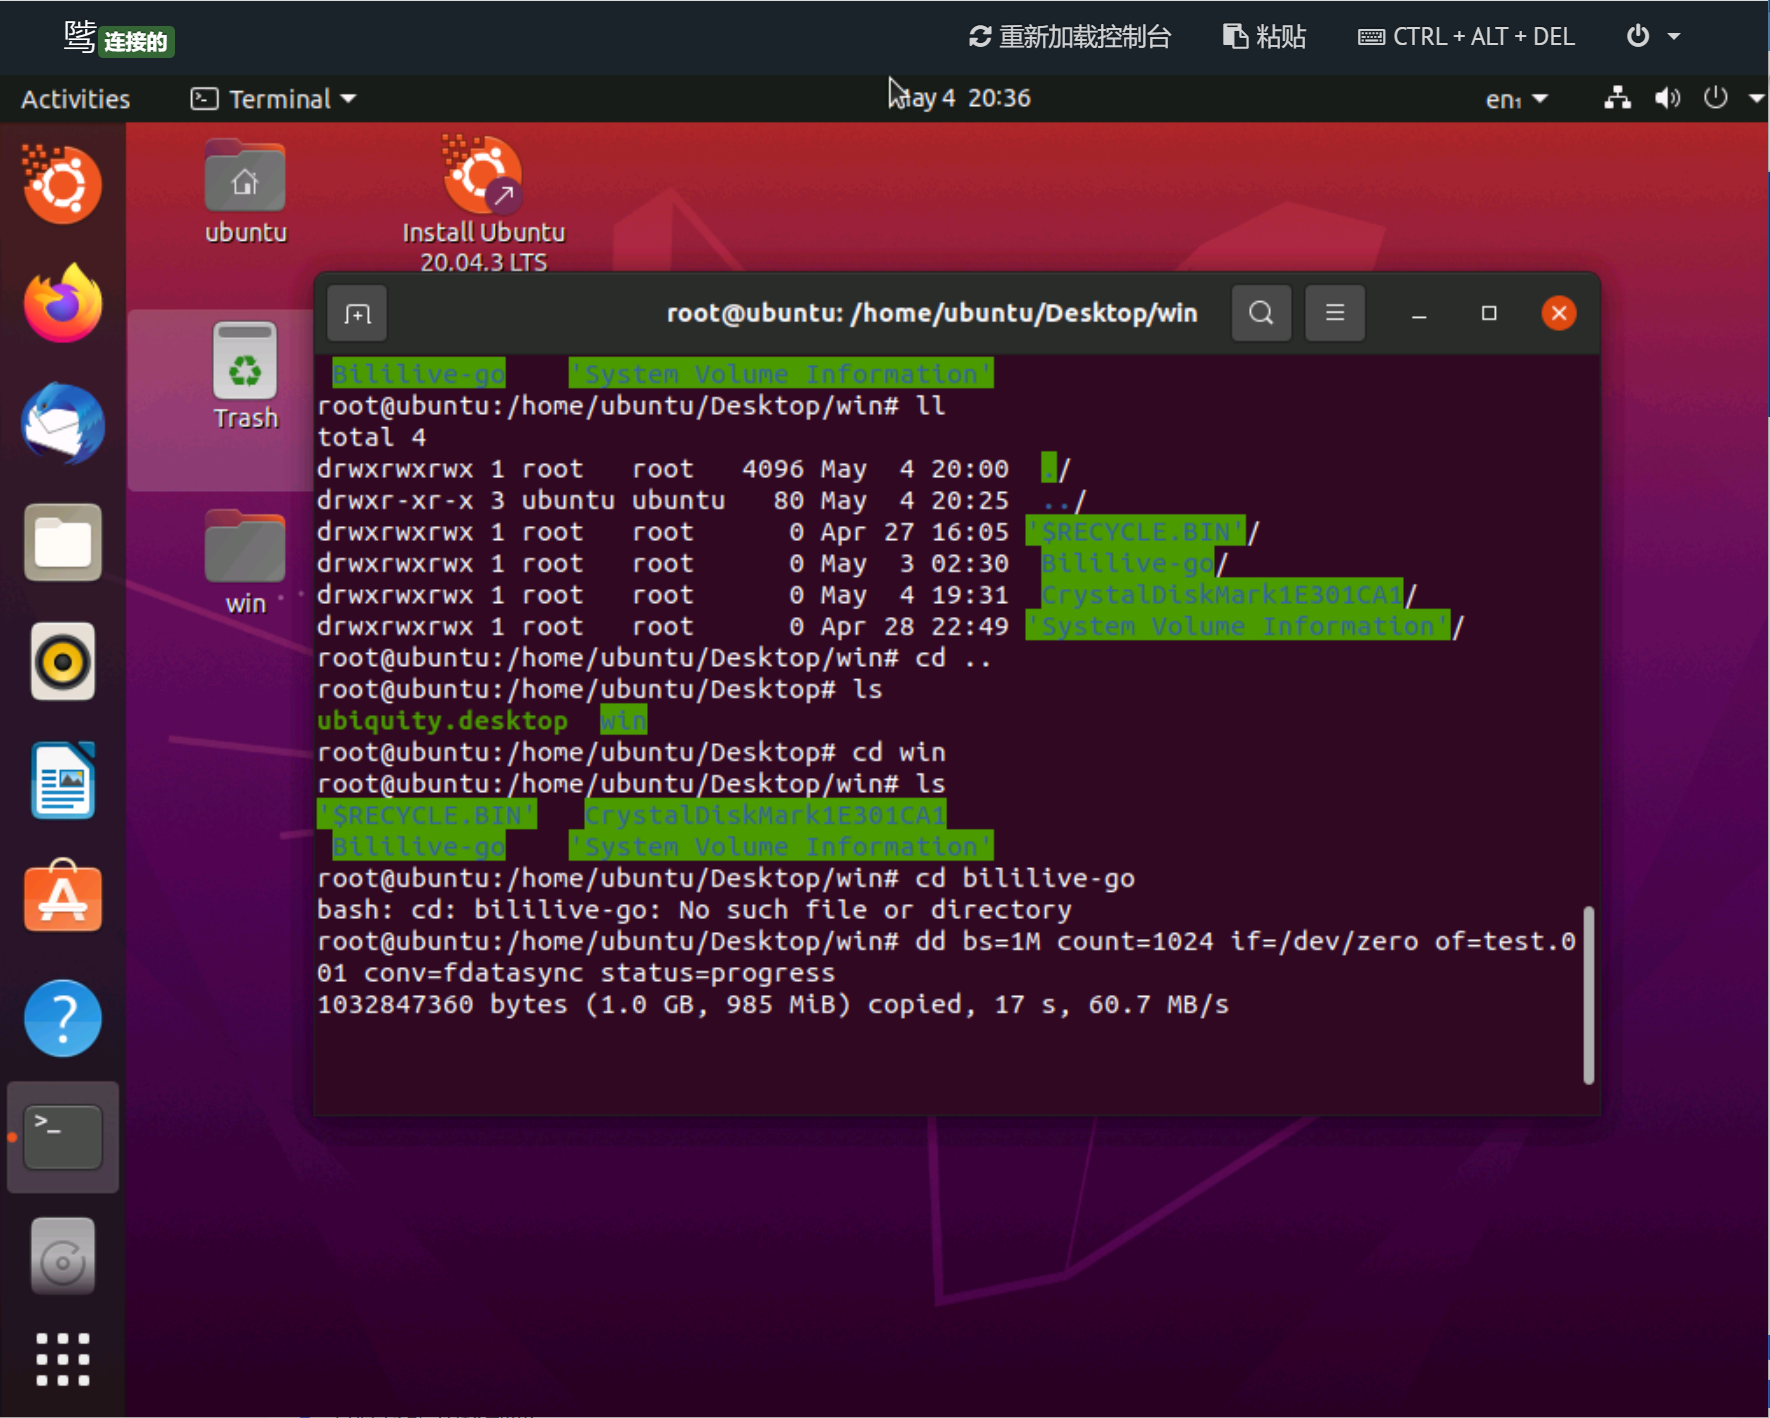 连接的
重新加载控制台
粘贴
CTRL + ALT + DEL
Activities
Terminal
May 4 20:36
en₁
ubuntu
Install Ubuntu
20.04.3 LTS
Trash
win
root@ubuntu: /home/ubuntu/Desktop/win
Bililive-go 'System Volume Information'
root@ubuntu:/home/ubuntu/Desktop/win# ll
total 4
drwxrwxrwx 1 root root 4096 May 4 20:00 ./
drwxr-xr-x 3 ubuntu ubuntu 80 May 4 20:25 ../
drwxrwxrwx 1 root root 0 Apr 27 16:05 '$RECYCLE.BIN'/
drwxrwxrwx 1 root root 0 May 3 02:30 Bililive-go/
drwxrwxrwx 1 root root 0 May 4 19:31 CrystalDiskMark1E301CA1/
drwxrwxrwx 1 root root 0 Apr 28 22:49 'System Volume Information'/
root@ubuntu:/home/ubuntu/Desktop/win# cd ..
root@ubuntu:/home/ubuntu/Desktop# ls
ubiquity.desktop win
root@ubuntu:/home/ubuntu/Desktop# cd win
root@ubuntu:/home/ubuntu/Desktop/win# ls
'$RECYCLE.BIN' CrystalDiskMark1E301CA1
Bililive-go 'System Volume Information'
root@ubuntu:/home/ubuntu/Desktop/win# cd bililive-go
bash: cd: bililive-go: No such file or directory
root@ubuntu:/home/ubuntu/Desktop/win# dd bs=1M count=1024 if=/dev/zero of=test.0
01 conv=fdatasync status=progress
1032847360 bytes (1.0 GB, 985 MiB) copied, 17 s, 60.7 MB/s